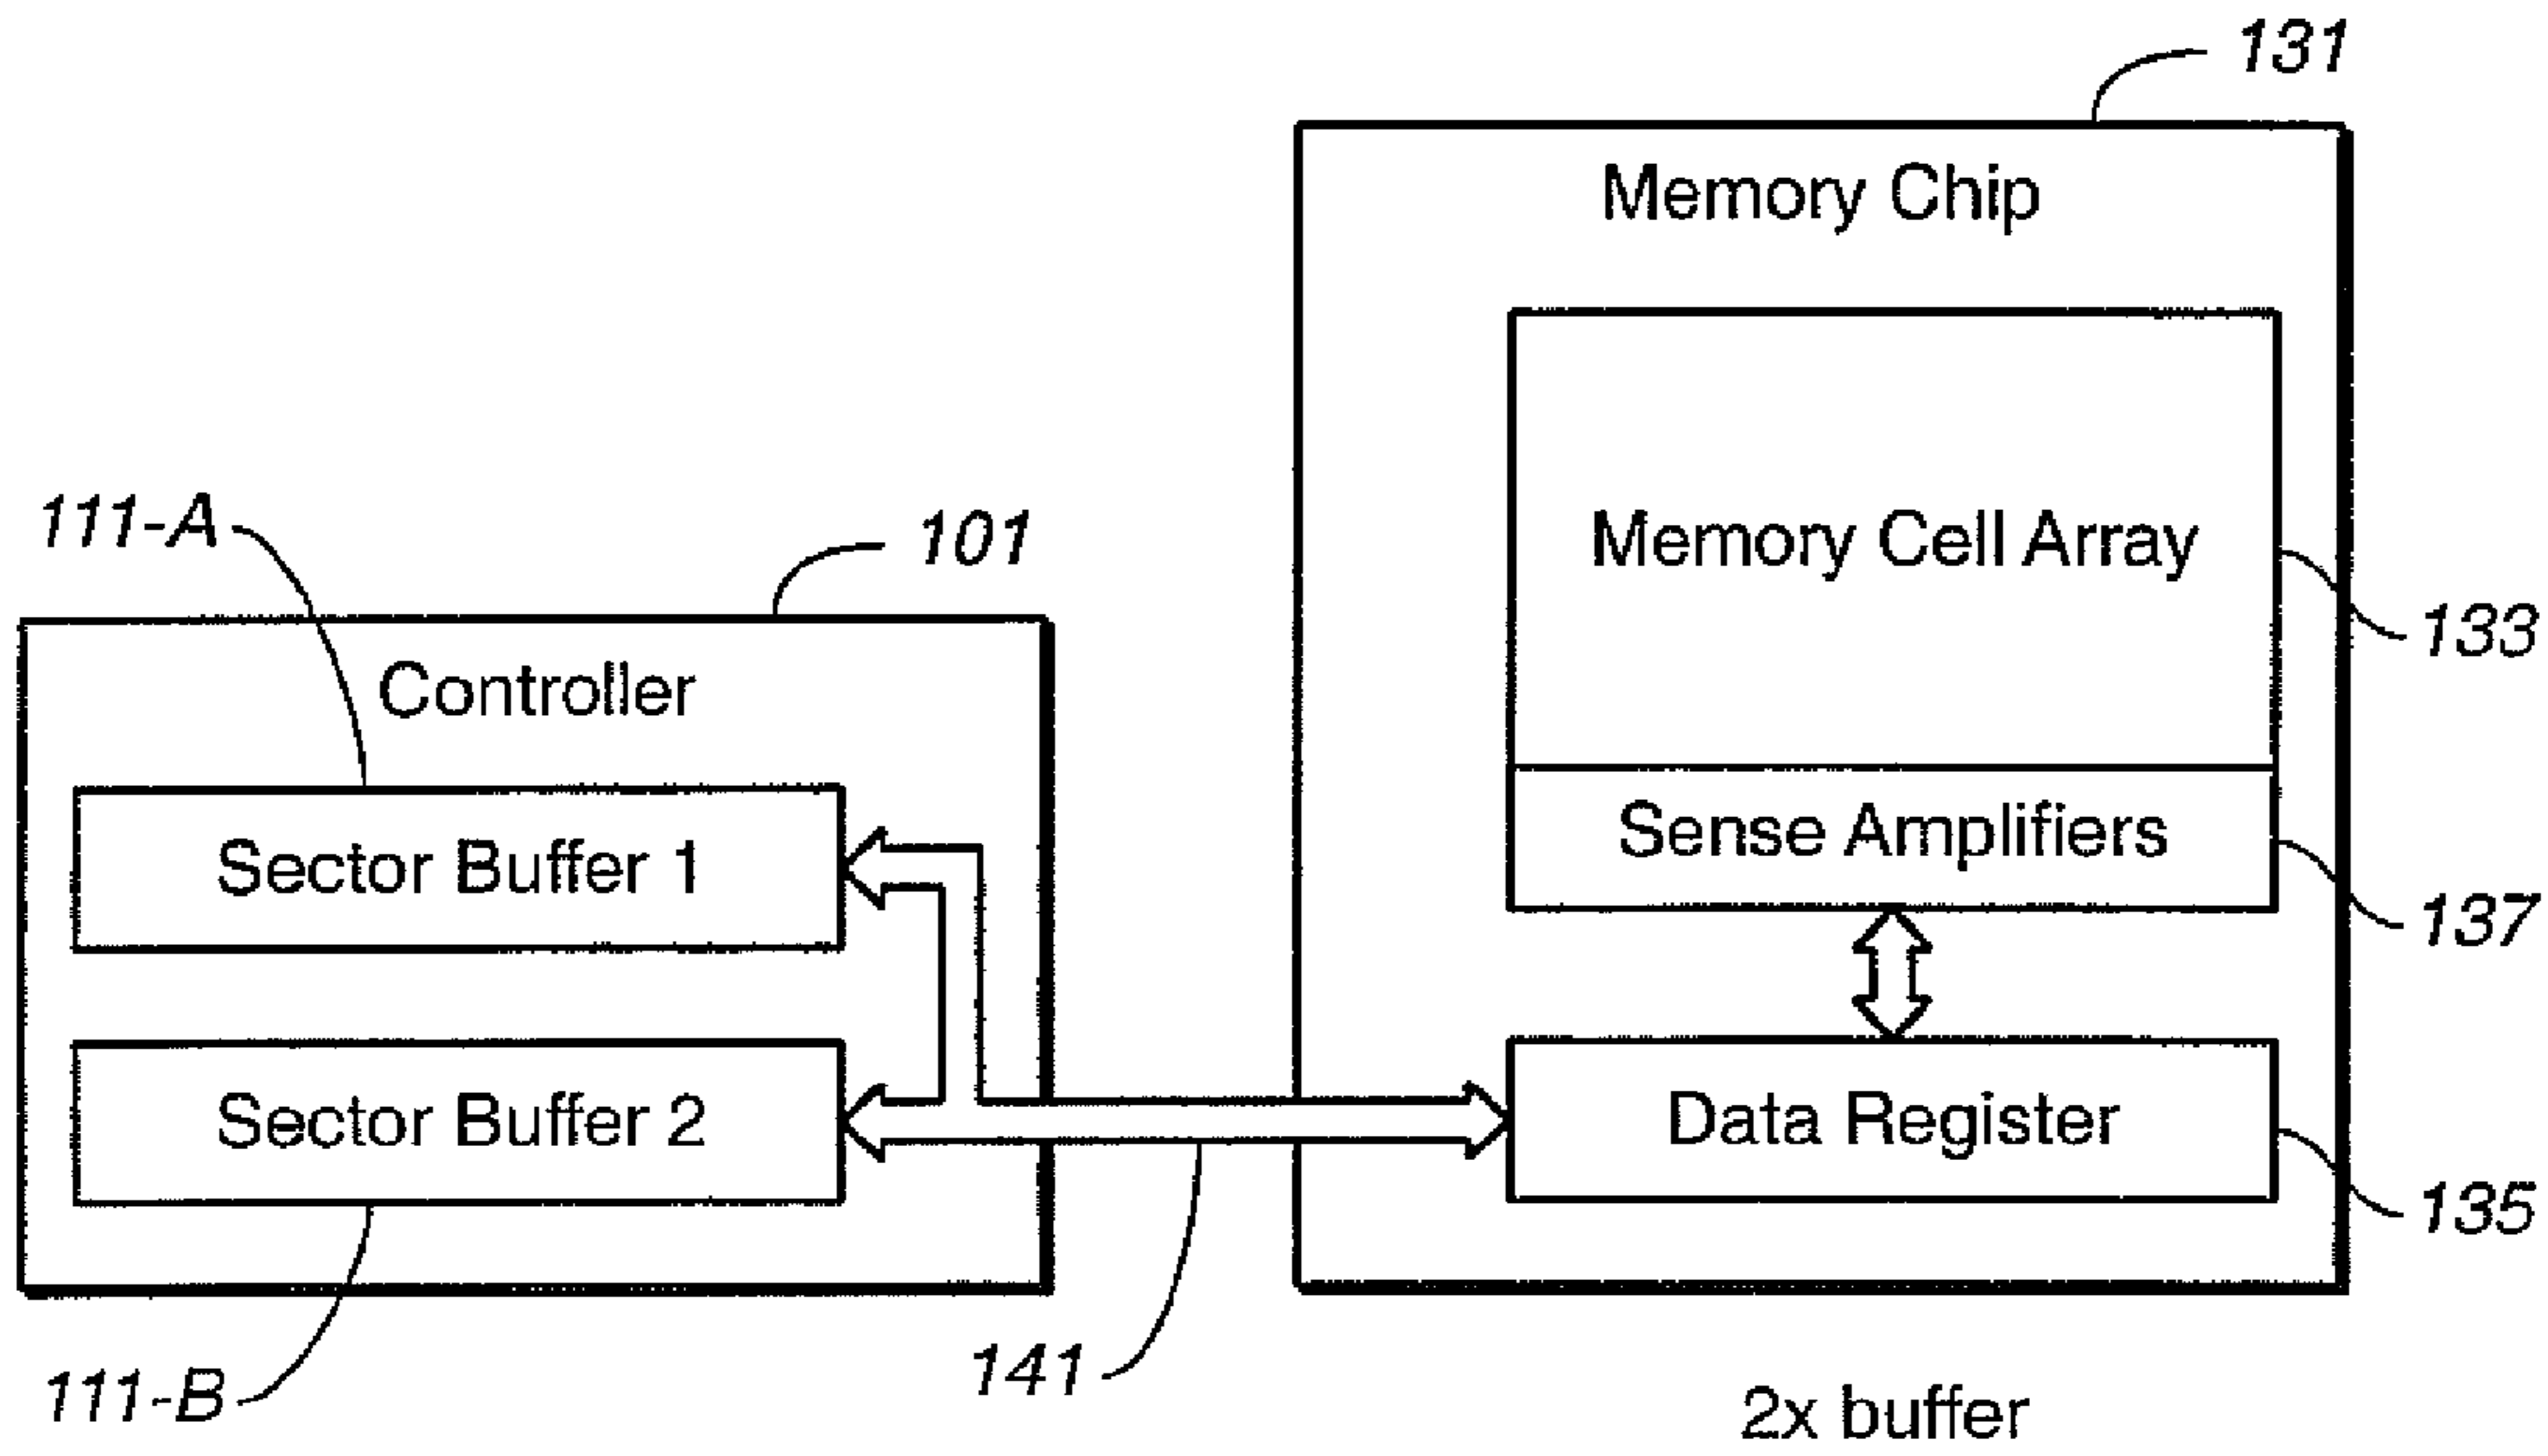 131
Memory Chip
111-A
101
Memory Cell Array
133
Controller
Sector Buffer 1
Sense Amplifiers
137
Sector Buffer 2
Data Register
135
141
111-B
2x buffer